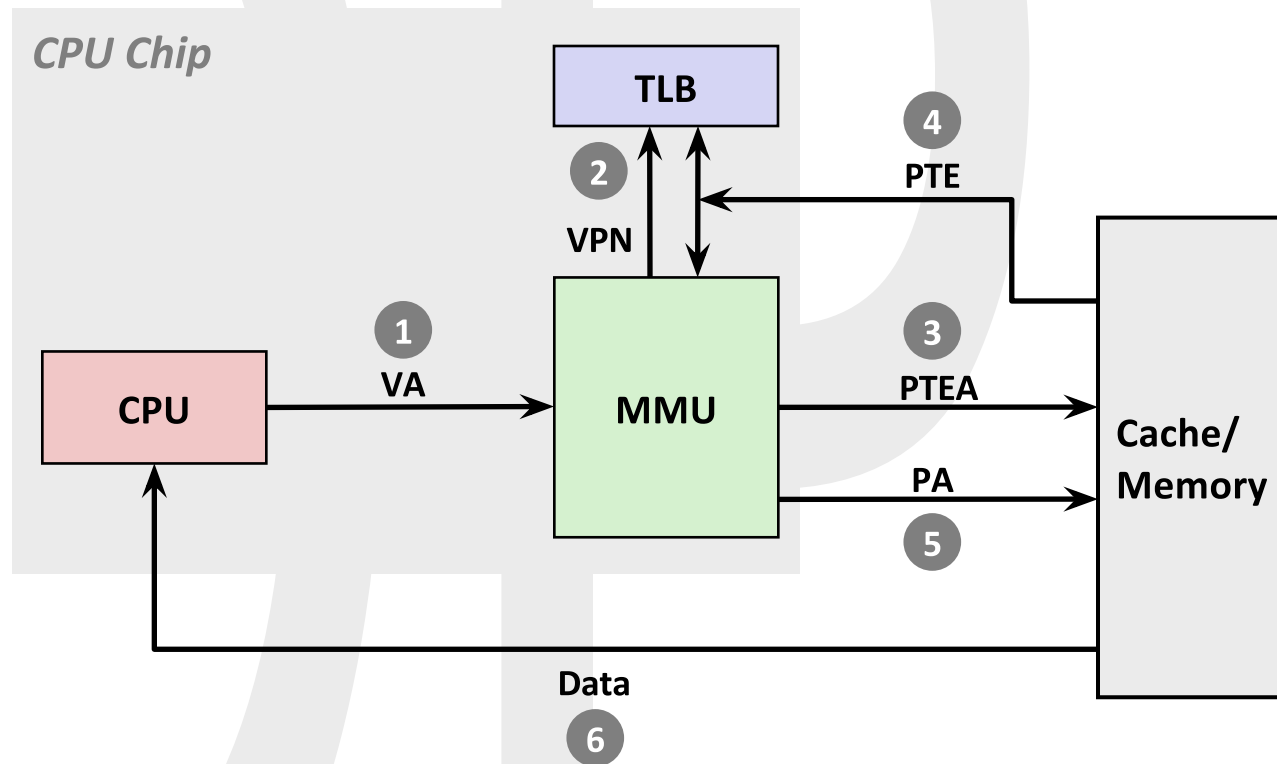 CPU Chip
TLB
4
PTE
2
VPN
1
VA
3
PTEA
CPU
MMU
Cache/
Memory
PA
5
Data
6